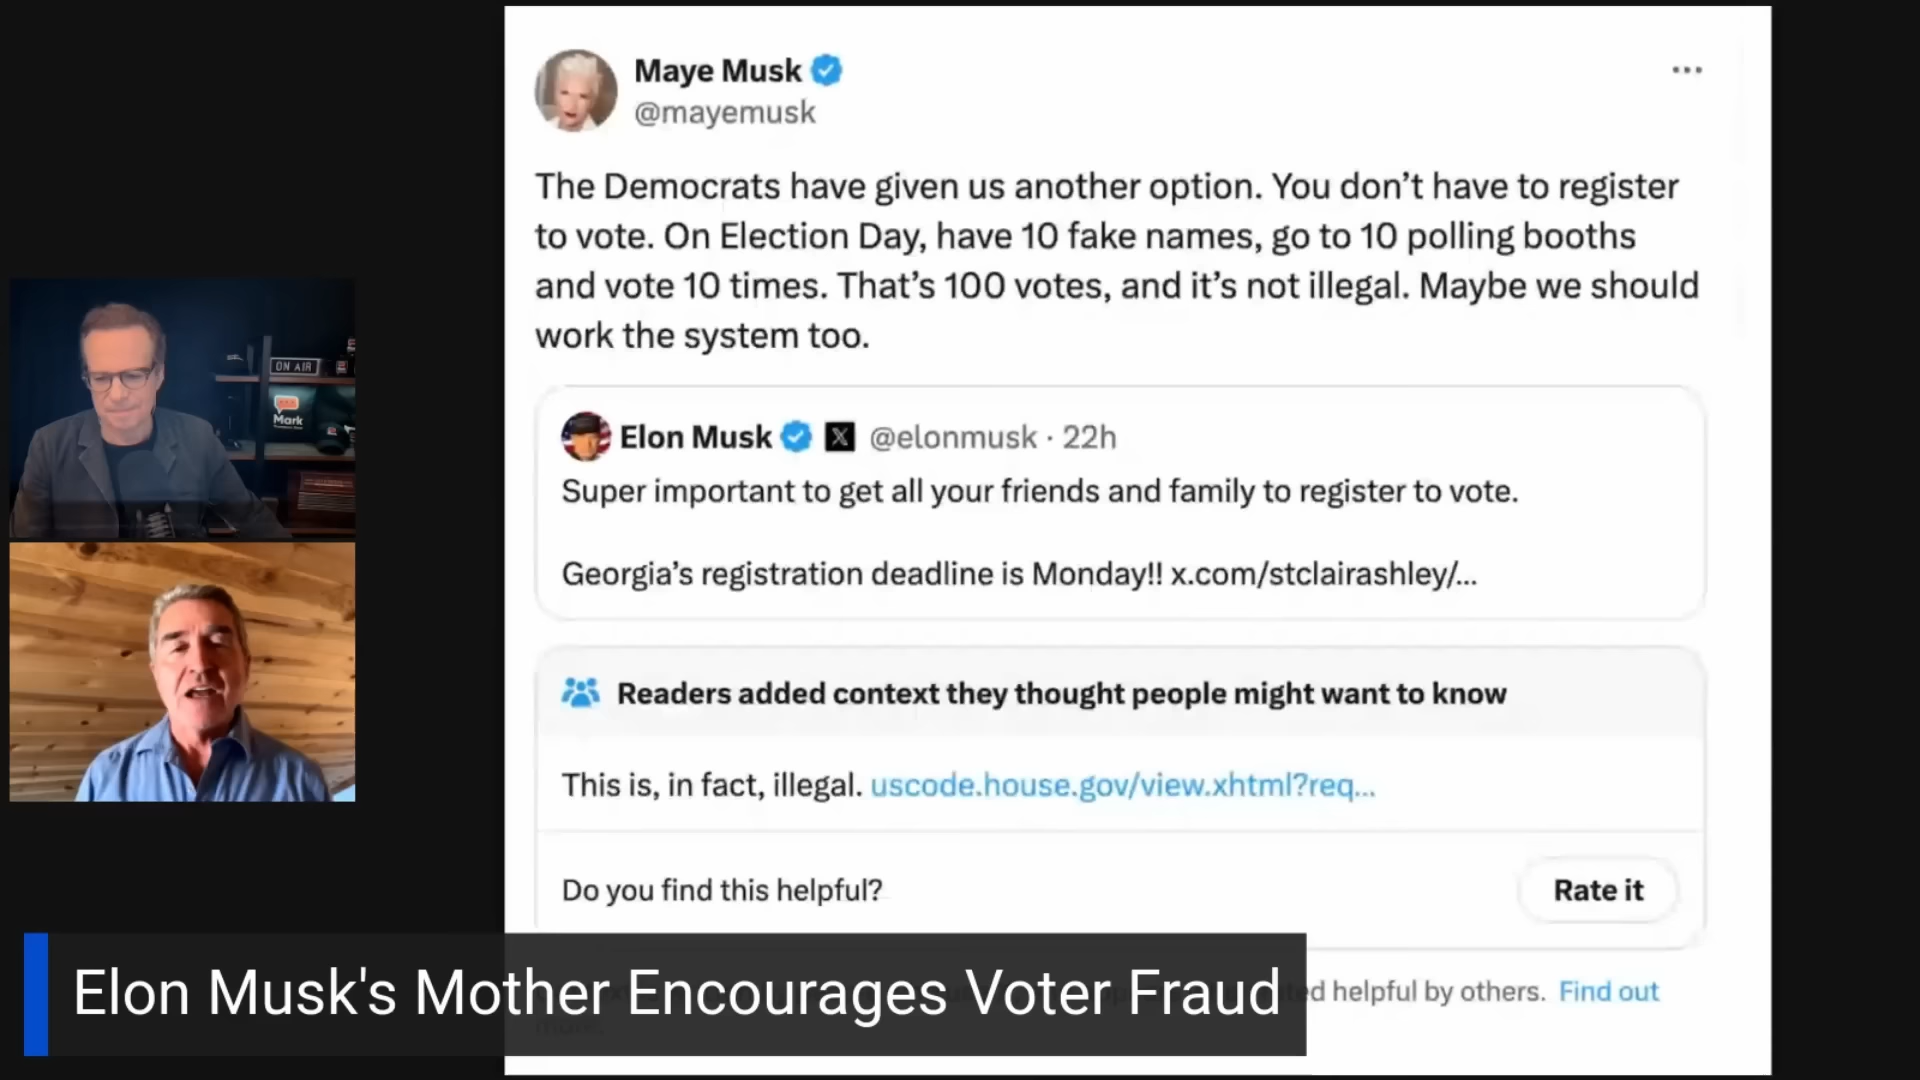 Maye Musk
@mayemusk
The Democrats have given us another option. You don’t have to register
to vote. On Election Day, have 10 fake names, go to 10 polling booths
and vote 10 times. That’s 100 votes, and it’s not illegal. Maybe we should
work the system too.
Elon Musk X @elonmusk · 22h
Super important to get all your friends and family to register to vote.
Georgia’s registration deadline is Monday!! x.com/stclairashley/...
Readers added context they thought people might want to know
This is, in fact, illegal. uscode.house.gov/view.xhtml?req...
Do you find this helpful?
Rate it
helpful by others. Find out
ON AIR
Mark
Elon Musk's Mother Encourages Voter Fraud